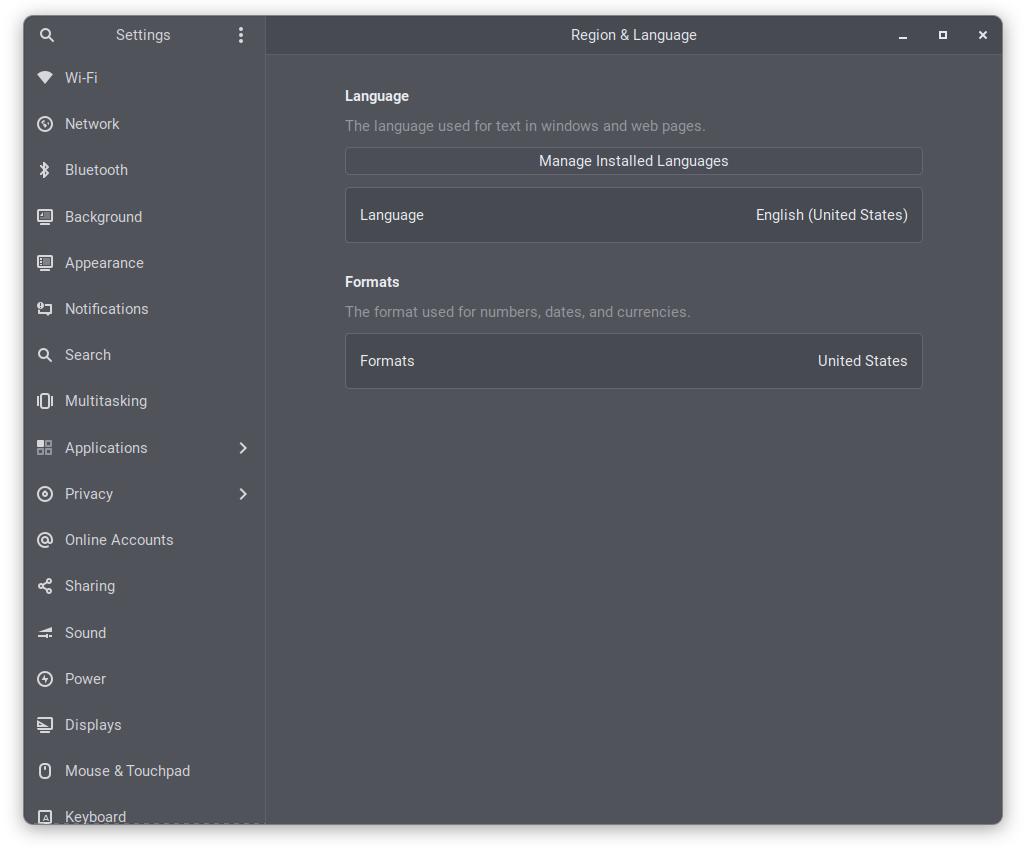 Settings
Region & Language
Wi-Fi
Network
Bluetooth
Background
Appearance
Notifications
Search
Multitasking
Applications
Privacy
Online Accounts
Sharing
Sound
Power
Displays
Mouse & Touchpad
Keyboard
Language
The language used for text in windows and web pages.
Manage Installed Languages
Language English (United States)
Formats
The format used for numbers, dates, and currencies.
Formats United States